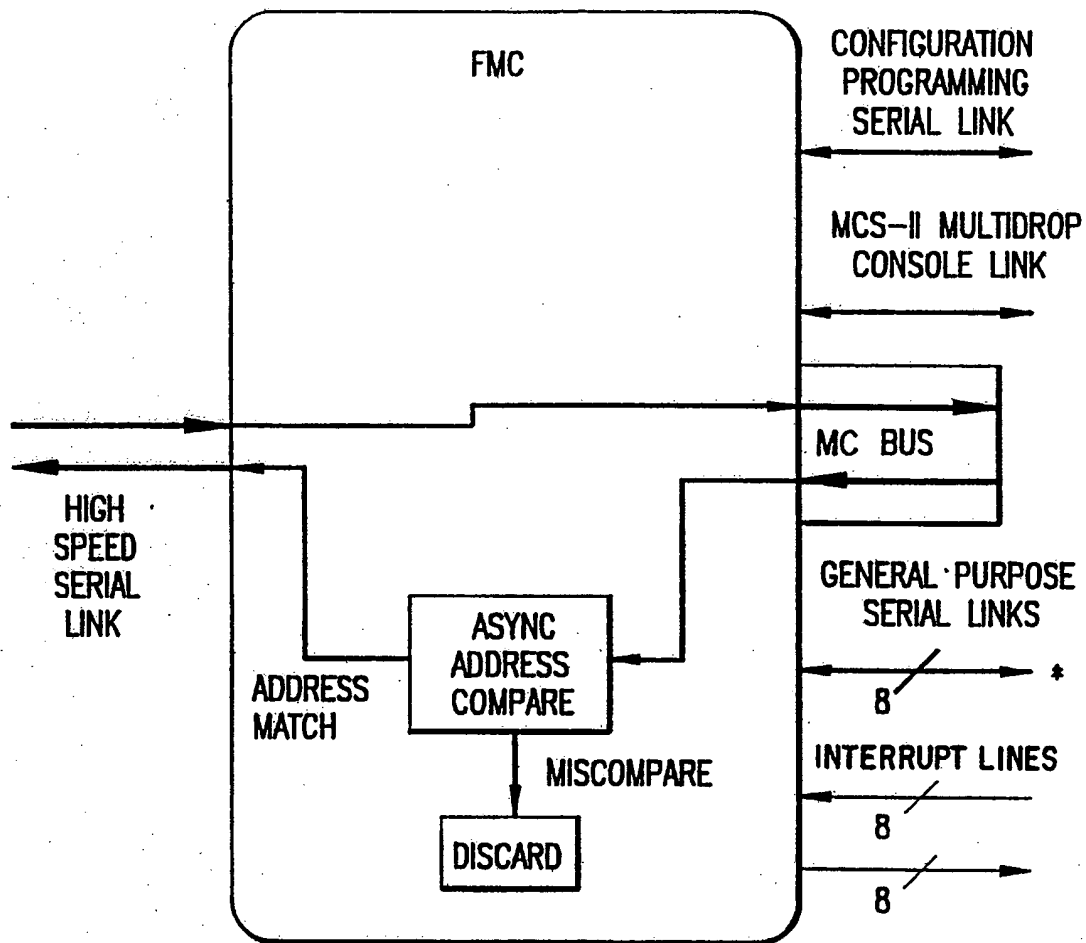 FMC
CONFIGURATION
PROGRAMMING
SERIAL LINK
MCS-II MULTIDROP
CONSOLE LINK
MC BUS
HIGH
SPEED
SERIAL
LINK
GENERAL PURPOSE
SERIAL LINKS
8
*
ASYNC
ADDRESS
COMPARE
ADDRESS
MATCH
MISCOMPARE
DISCARD
INTERRUPT LINES
8
8